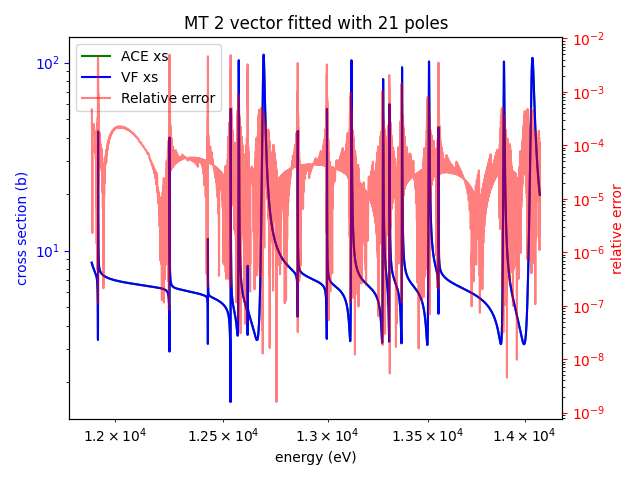 MT 2 vector fitted with 21 poles
ACE xs
VF xs
Relative error
cross section (b)
10²
10¹
relative error
10⁻²
10⁻³
10⁻⁴
10⁻⁵
10⁻⁶
10⁻⁷
10⁻⁸
10⁻⁹
1.2 × 10⁴
1.25 × 10⁴
1.3 × 10⁴
1.35 × 10⁴
1.4 × 10⁴
energy (eV)